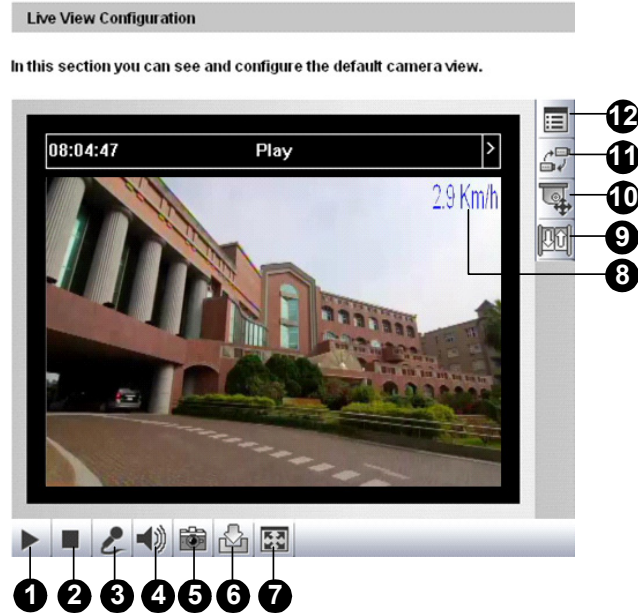 Live View Configuration
In this section you can see and configure the default camera view.
08:04:47 Play >
2.9 Km/h
12
11
10
9
8
1 2 3 4 5 6 7